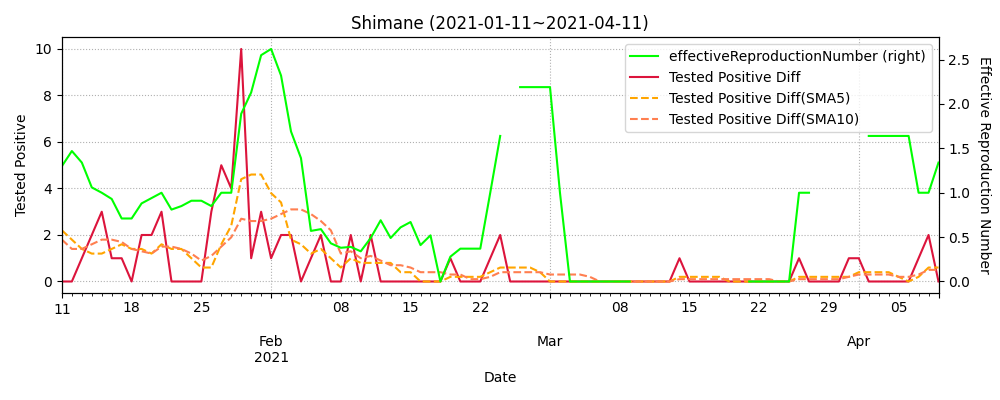 Shimane (2021-01-11~2021-04-11)
effectiveReproductionNumber (right)
Tested Positive Diff
Tested Positive Diff(SMA5)
Tested Positive Diff(SMA10)
Tested Positive
10
8
6
4
2
0
Effective Reproduction Number
2.5
2.0
1.5
1.0
0.5
0.0
11 18 25 08 15 22 08 15 22 29 05
Feb Mar Apr
2021
Date